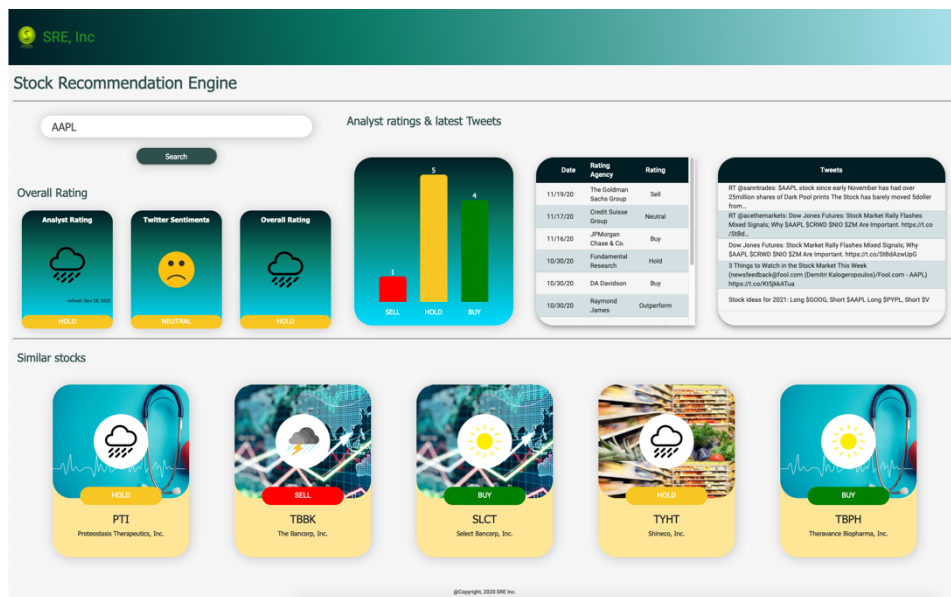 SRE, Inc
Stock Recommendation Engine
AAPL
Search
Overall Rating
Analyst Rating
refresh: Nov 28, 2020
HOLD
Twitter Sentiments
NEUTRAL
Overall Rating
HOLD
Analyst ratings & latest Tweets
1
5
4
SELL HOLD BUY
Date Rating Agency Rating
11/19/20 The Goldman Sachs Group Sell
11/17/20 Credit Suisse Group Neutral
11/16/20 JPMorgan Chase & Co. Buy
10/30/20 Fundamental Research Hold
10/30/20 DA Davidson Buy
10/30/20 Raymond James Outperform
Tweets
RT @sanntrades: $AAPL stock since early November has had over
25million shares of Dark Pool prints The Stock has barely moved 5doller
from...
RT @acethemarkets: Dow Jones Futures: Stock Market Rally Flashes
Mixed Signals; Why $AAPL $CRWD $NIO $ZM Are Important. https://t.co
/StBd...
Dow Jones Futures: Stock Market Rally Flashes Mixed Signals; Why
$AAPL $CRWD $NIO $ZM Are Important. https://t.co/StBdAzwUpG
3 Things to Watch in the Stock Market This Week
(newsfeedback@fool.com (Demitri Kalogeropoulos)/Fool.com - AAPL)
https://t.co/Kt5jkkATua
Stock ideas for 2021: Long $GOOG, Short $AAPL Long $PYPL, Short $V
Similar stocks
HOLD
PTI
Proteostasis Therapeutics, Inc.
SELL
TBBK
The Bancorp, Inc.
BUY
SLCT
Select Bancorp, Inc.
HOLD
TYHT
Shineco, Inc.
BUY
TBPH
Theravance Biopharma, Inc.
@Copyright, 2020 SRE Inc.